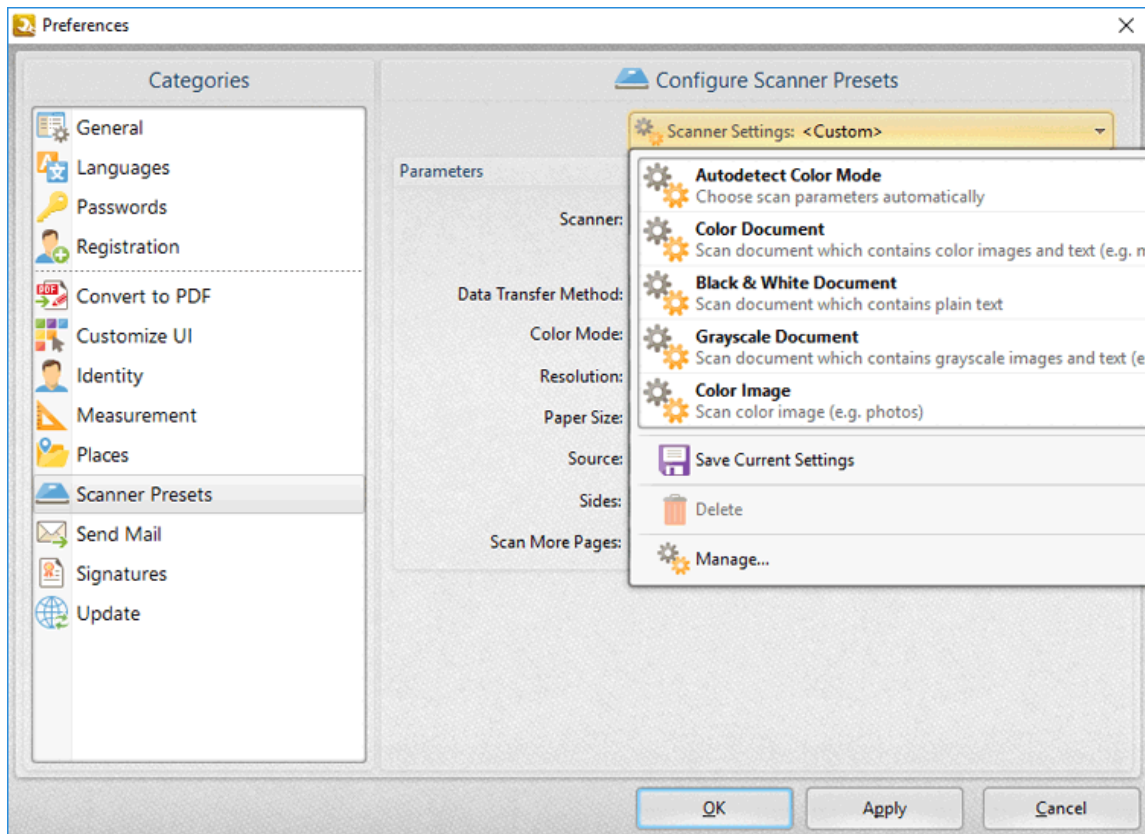 Preferences
Categories
General
Languages
Passwords
Registration
Convert to PDF
Customize UI
Identity
Measurement
Places
Scanner Presets
Send Mail
Signatures
Update
Configure Scanner Presets
Scanner Settings: <Custom>
Parameters
Scanner:
Data Transfer Method:
Color Mode:
Resolution:
Paper Size:
Source:
Sides:
Scan More Pages:
Autodetect Color Mode
Choose scan parameters automatically
Color Document
Scan document which contains color images and text (e.g.
Black & White Document
Scan document which contains plain text
Grayscale Document
Scan document which contains grayscale images and text
Color Image
Scan color image (e.g. photos)
Save Current Settings
Delete
Manage...
OK
Apply
Cancel